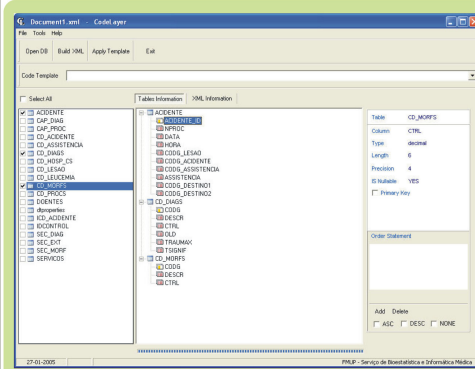 Document1.xml - CodeLayer
File Tools Help
Open DB Build XML Apply Template Exit
Code Template
Select All
Tables Information XML Information
ACIDENTE
CAP_DIAG
CAP_PROC
CD_ACIDENTE
CD_ASSISTENCIA
CD_DIAGS
CD_HOSP_CS
CD_LESAO
CD_LEUCEMIA
CD_MORFS
CD_PROCS
DOENTES
dtproperties
ICD_ACIDENTE
IDCONTROL
SEC_DIAG
SEC_EXT
SEC_MORF
SERVICOS
ACIDENTE
ACIDENTE_ID
NPROC
DATA
HORA
CODG_LESAO
CODG_ACIDENTE
CODG_ASSISTENCIA
ASSISTENCIA
CODG_DESTINO1
CODG_DESTINO2
CD_DIAGS
CODG
DESCR
CTRL
OLD
TRAUMAX
TSIGNIF
CD_MORFS
CODG
DESCR
CTRL
Table CD_MORFS
Column CTRL
Type decimal
Length 6
Precision 4
IS Nullable YES
Primary Key
Order Statement
Add Delete
ASC DESC NONE
27-01-2005
FMUP - Serviço de Bioestatística e Informática Médica